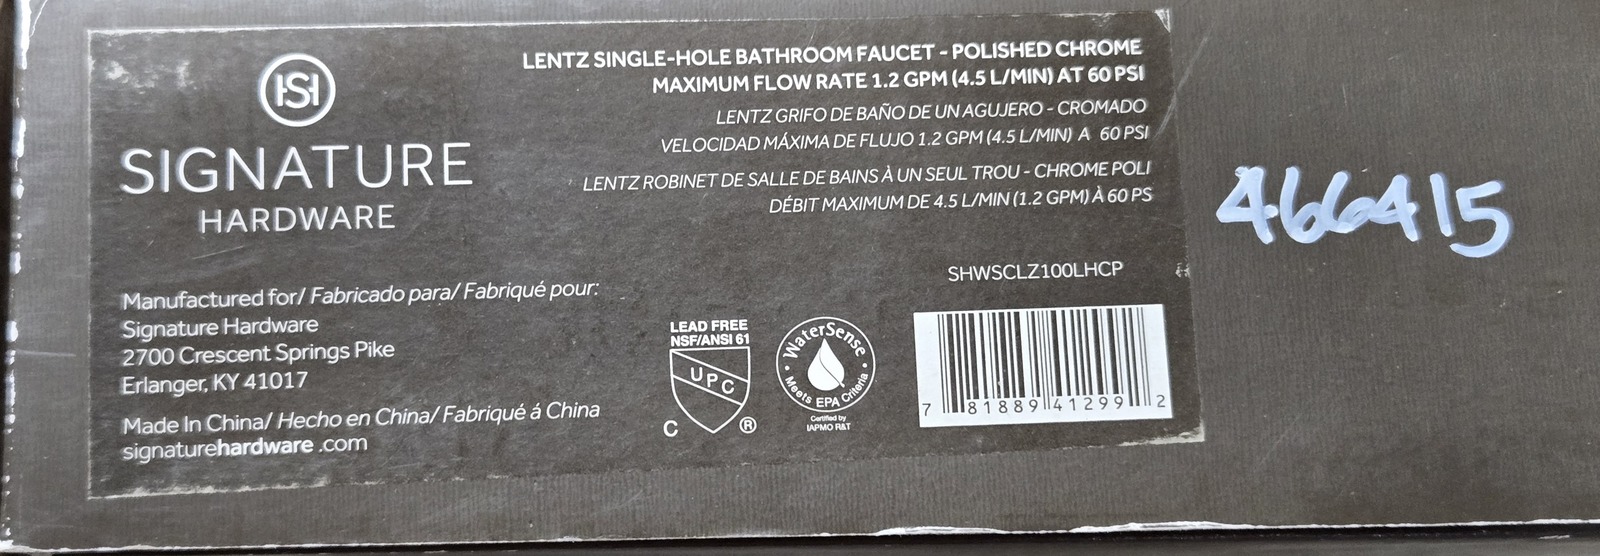 HSH
SIGNATURE
HARDWARE
LENTZ SINGLE-HOLE BATHROOM FAUCET - POLISHED CHROME
MAXIMUM FLOW RATE 1.2 GPM (4.5 L/MIN) AT 60 PSI
LENTZ GRIFO DE BAÑO DE UN AGUJERO - CROMADO
VELOCIDAD MÁXIMA DE FLUJO 1.2 GPM (4.5 L/MIN) A 60 PSI
LENTZ ROBINET DE SALLE DE BAINS À UN SEUL TROU - CHROME POLI
DÉBIT MAXIMUM DE 4.5 L/MIN (1.2 GPM) À 60 PS
466415
Manufactured for/ Fabricado para/ Fabriqué pour:
Signature Hardware
2700 Crescent Springs Pike
Erlanger, KY 41017
Made In China/ Hecho en China/ Fabriqué á China
signaturehardware .com
LEAD FREE
NSF/ANSI 61
UPC
C ®
WaterSense
Meets EPA Criteria
Certified by
IAPMO R&T
SHWSCLZ100LHCP
7 81889 41299 2